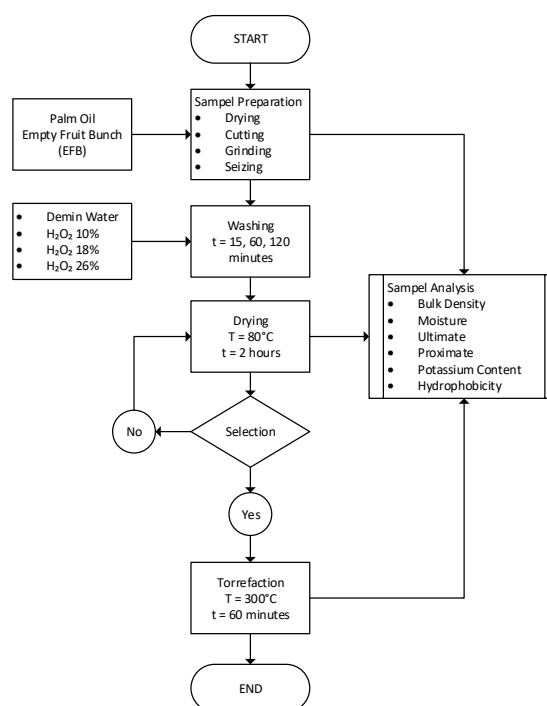 START
Palm Oil
Empty Fruit Bunch
(EFB)
Sampel Preparation
• Drying
• Cutting
• Grinding
• Seizing
• Demin Water
• H₂O₂ 10%
• H₂O₂ 18%
• H₂O₂ 26%
Washing
t = 15, 60, 120
minutes
Drying
T = 80°C
t = 2 hours
Sampel Analysis
• Bulk Density
• Moisture
• Ultimate
• Proximate
• Potassium Content
• Hydrophobicity
No
Selection
Yes
Torrefaction
T = 300°C
t = 60 minutes
END